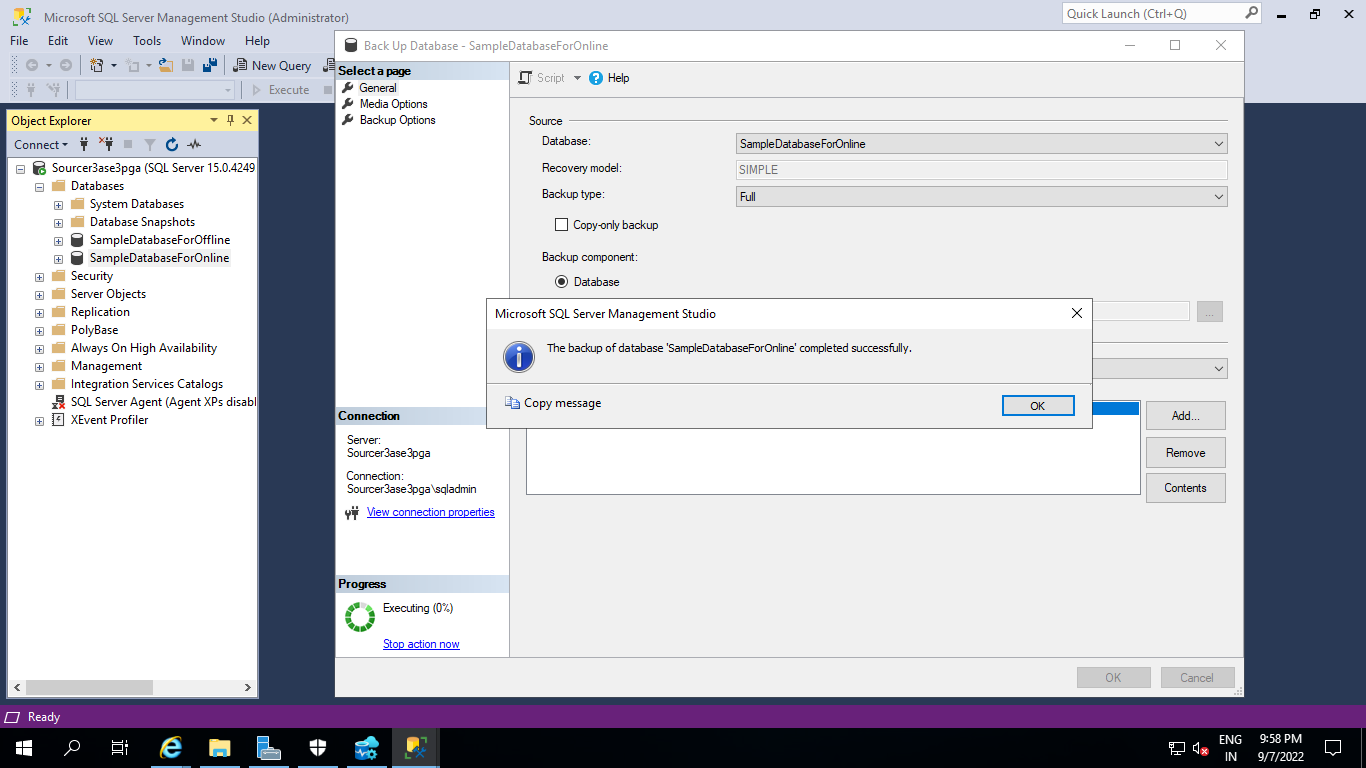 Microsoft SQL Server Management Studio (Administrator)
Quick Launch (Ctrl+Q)
File Edit View Tools Window Help
New Query
Execute
Object Explorer
Connect
Sourcer3ase3pga (SQL Server 15.0.4249
Databases
System Databases
Database Snapshots
SampleDatabaseForOffline
SampleDatabaseForOnline
Security
Server Objects
Replication
PolyBase
Always On High Availability
Management
Integration Services Catalogs
SQL Server Agent (Agent XPs disabl
XEvent Profiler
Back Up Database - SampleDatabaseForOnline
Select a page
General
Media Options
Backup Options
Script Help
Source
Database: SampleDatabaseForOnline
Recovery model: SIMPLE
Backup type: Full
Copy-only backup
Backup component:
Database
...
Microsoft SQL Server Management Studio
The backup of database 'SampleDatabaseForOnline' completed successfully.
Copy message
OK
Add...
Remove
Contents
Connection
Server:
Sourcer3ase3pga
Connection:
Sourcer3ase3pga\sqladmin
View connection properties
Progress
Executing (0%)
Stop action now
OK Cancel
Ready
ENG
IN
9:58 PM
9/7/2022